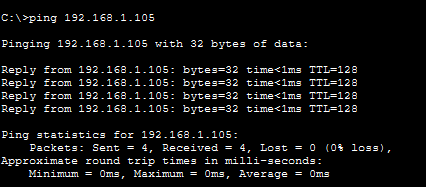 C:\>ping 192.168.1.105
Pinging 192.168.1.105 with 32 bytes of data:
Reply from 192.168.1.105: bytes=32 time<1ms TTL=128
Reply from 192.168.1.105: bytes=32 time<1ms TTL=128
Reply from 192.168.1.105: bytes=32 time<1ms TTL=128
Reply from 192.168.1.105: bytes=32 time<1ms TTL=128
Ping statistics for 192.168.1.105:
    Packets: Sent = 4, Received = 4, Lost = 0 (0% loss),
Approximate round trip times in milli-seconds:
    Minimum = 0ms, Maximum = 0ms, Average = 0ms